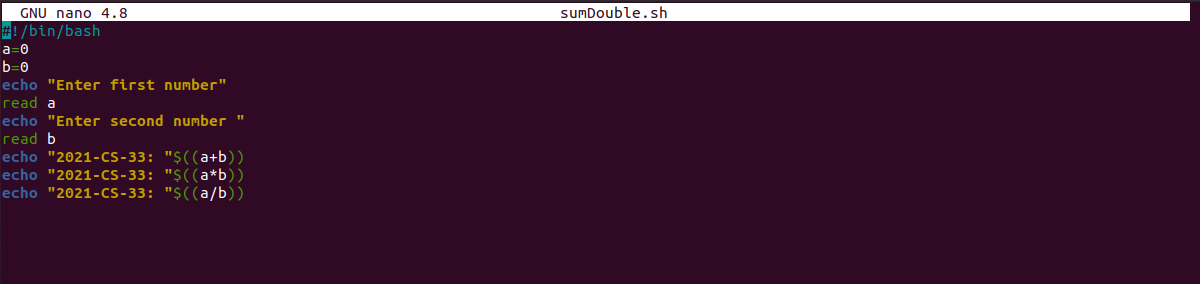 GNU nano 4.8 sumDouble.sh
#!/bin/bash
a=0
b=0
echo "Enter first number"
read a
echo "Enter second number "
read b
echo "2021-CS-33: "$((a+b))
echo "2021-CS-33: "$((a*b))
echo "2021-CS-33: "$((a/b))